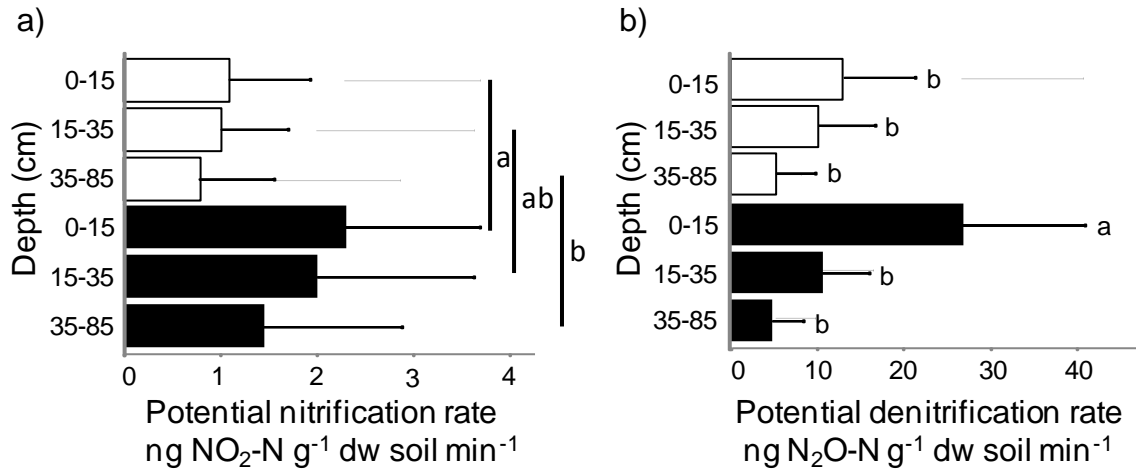 a)
Depth (cm)
0-15
15-35
35-85
0-15
15-35
35-85
a
ab
b
0 1 2 3 4
Potential nitrification rate
ng NO₂-N g⁻¹ dw soil min⁻¹
b)
Depth (cm)
0-15
15-35
35-85
0-15
15-35
35-85
b
b
b
a
b
b
0 10 20 30 40
Potential denitrification rate
ng N₂O-N g⁻¹ dw soil min⁻¹